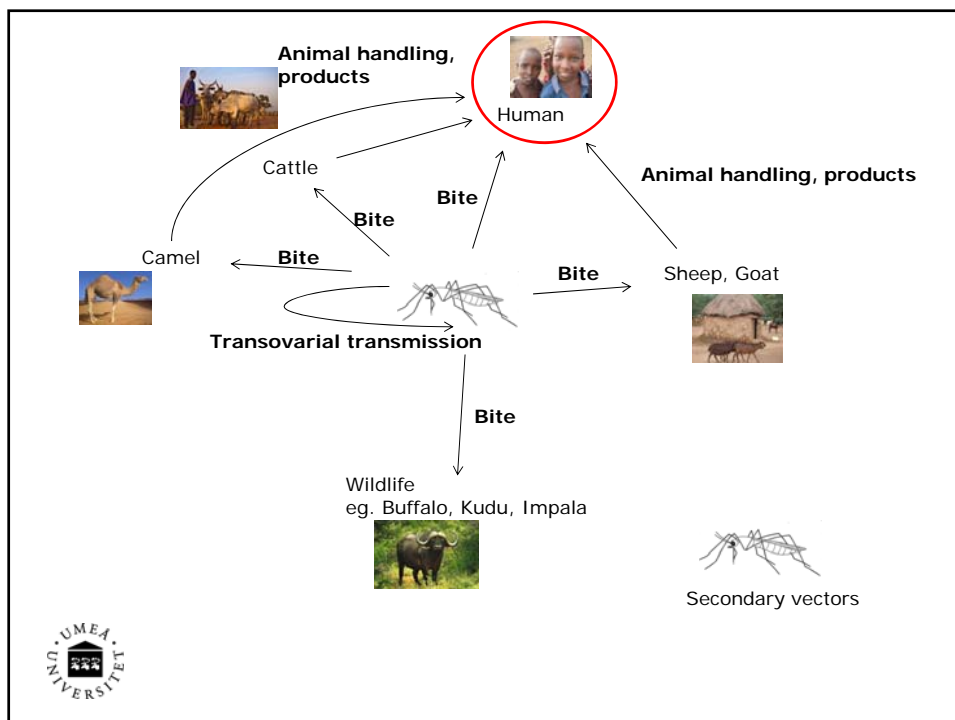 Animal handling,
products
Human
Cattle
Animal handling, products
Bite
Bite
Camel
Bite
Bite
Sheep, Goat
Transovarial transmission
Bite
Wildlife
eg. Buffalo, Kudu, Impala
Secondary vectors
UMEÅ UNIVERSITET